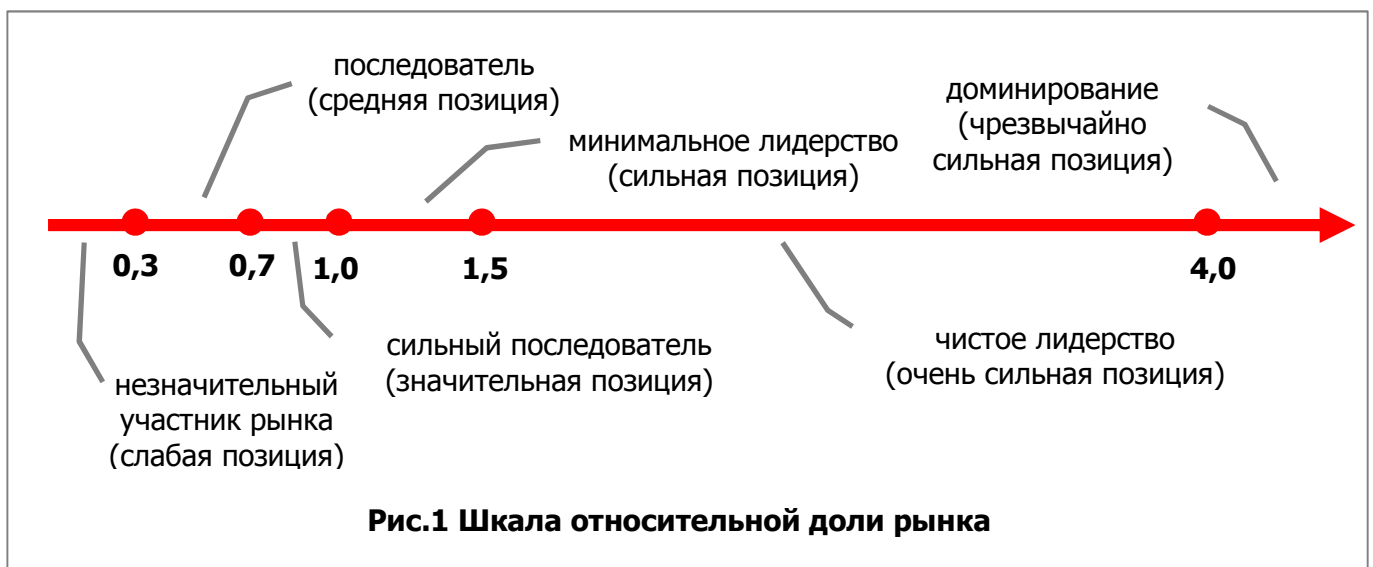 последователь
(средняя позиция)
доминирование
(чрезвычайно
сильная позиция)
минимальное лидерство
(сильная позиция)
0,3
0,7
1,0
1,5
4,0
сильный последователь
(значительная позиция)
чистое лидерство
(очень сильная позиция)
незначительный
участник рынка
(слабая позиция)
Рис.1 Шкала относительной доли рынка